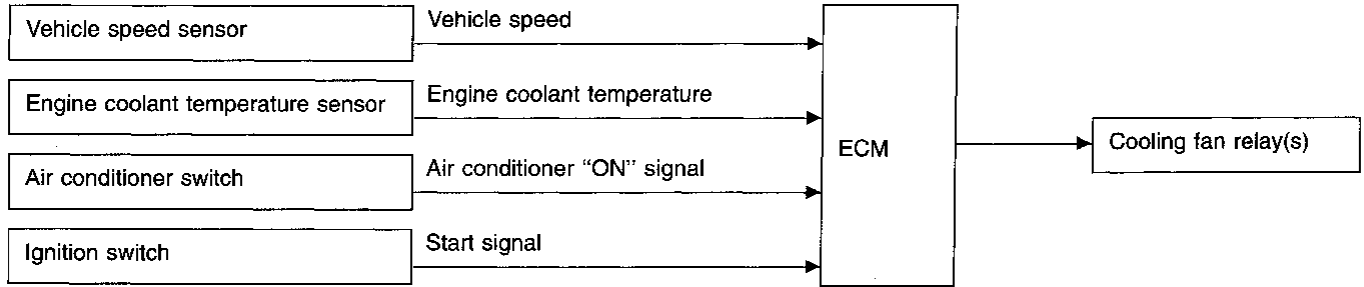 Vehicle speed sensor
Vehicle speed
Engine coolant temperature sensor
Engine coolant temperature
Air conditioner switch
Air conditioner “ON” signal
Ignition switch
Start signal
ECM
Cooling fan relay(s)